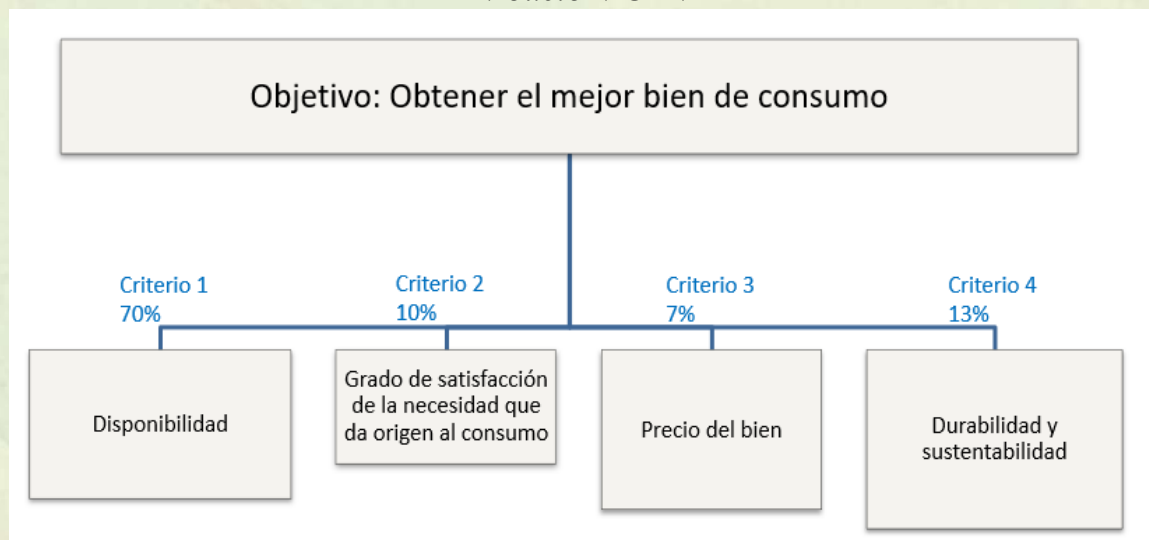 Objetivo: Obtener el mejor bien de consumo
Criterio 1
70%
Criterio 2
10%
Criterio 3
7%
Criterio 4
13%
Disponibilidad
Grado de satisfacción
de la necesidad que
da origen al consumo
Precio del bien
Durabilidad y
sustentabilidad